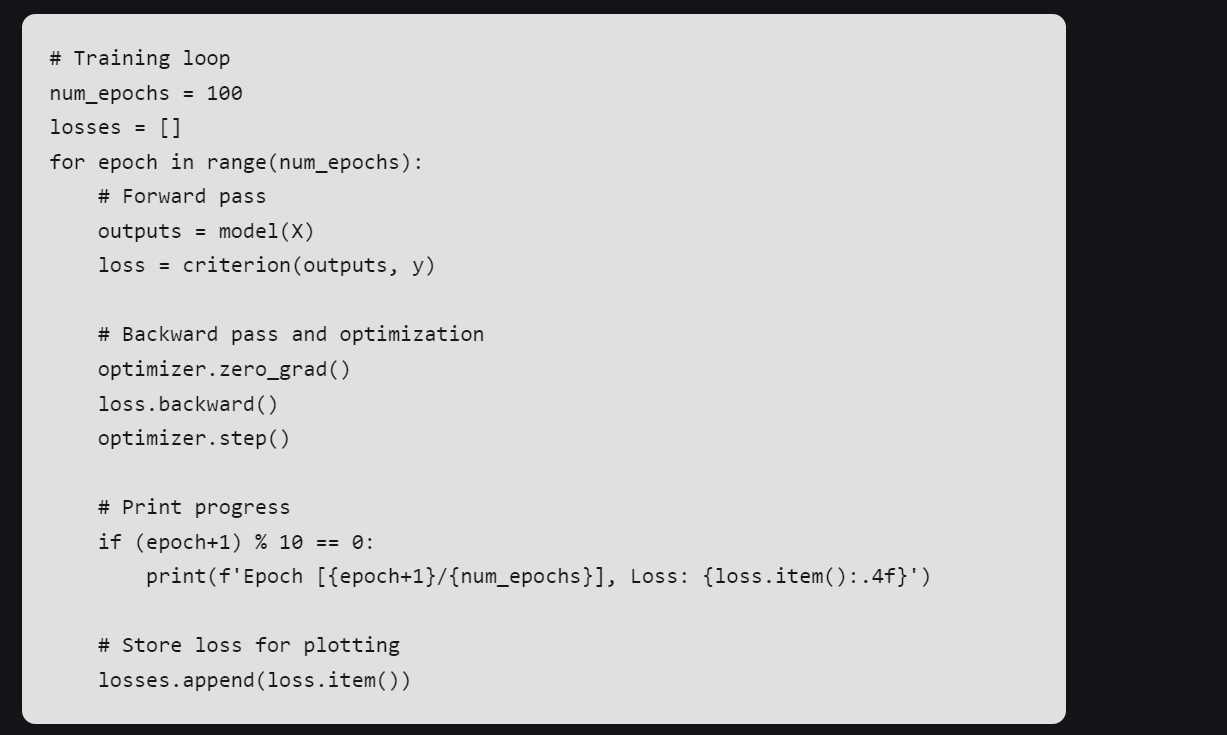 # Training loop
num_epochs = 100
losses = []
for epoch in range(num_epochs):
    # Forward pass
    outputs = model(X)
    loss = criterion(outputs, y)

    # Backward pass and optimization
    optimizer.zero_grad()
    loss.backward()
    optimizer.step()

    # Print progress
    if (epoch+1) % 10 == 0:
        print(f'Epoch [{epoch+1}/{num_epochs}], Loss: {loss.item():.4f}')

    # Store loss for plotting
    losses.append(loss.item())